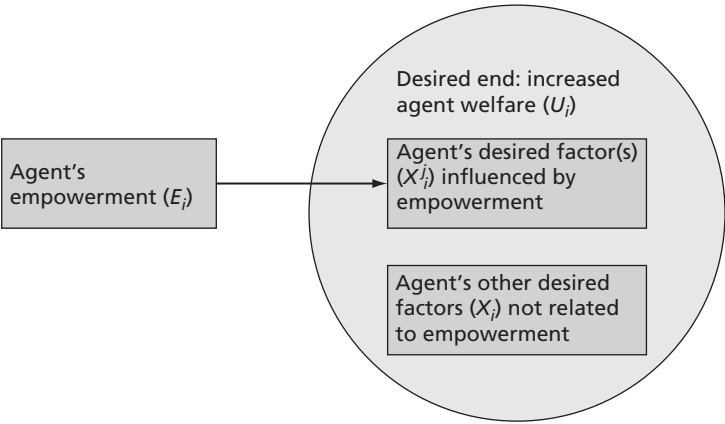 Desired end: increased
agent welfare (Ui)
Agent's
empowerment (Ei)
Agent's desired factor(s)
(Xji) influenced by
empowerment
Agent's other desired
factors (Xi) not related
to empowerment